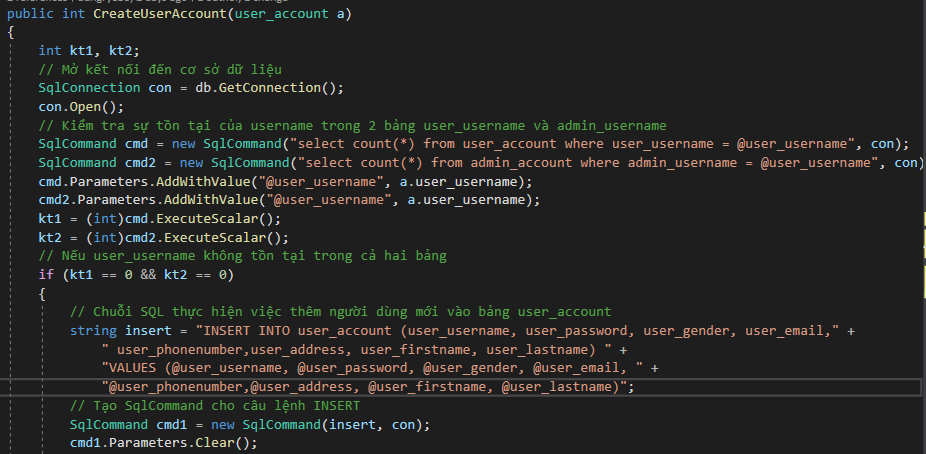 public int CreateUserAccount(user_account a)
{
int kt1, kt2;
// Mở kết nối đến cơ sở dữ liệu
SqlConnection con = db.GetConnection();
con.Open();
// Kiểm tra sự tồn tại của username trong 2 bảng user_username và admin_username
SqlCommand cmd = new SqlCommand("select count(*) from user_account where user_username = @user_username", con);
SqlCommand cmd2 = new SqlCommand("select count(*) from admin_account where admin_username = @user_username", con)
cmd.Parameters.AddWithValue("@user_username", a.user_username);
cmd2.Parameters.AddWithValue("@user_username", a.user_username);
kt1 = (int)cmd.ExecuteScalar();
kt2 = (int)cmd2.ExecuteScalar();
// Nếu user_username không tồn tại trong cả hai bảng
if (kt1 == 0 && kt2 == 0)
{
// Chuỗi SQL thực hiện việc thêm người dùng mới vào bảng user_account
string insert = "INSERT INTO user_account (user_username, user_password, user_gender, user_email," +
" user_phonenumber,user_address, user_firstname, user_lastname) " +
"VALUES (@user_username, @user_password, @user_gender, @user_email, " +
"@user_phonenumber,@user_address, @user_firstname, @user_lastname)";
// Tạo SqlCommand cho câu lệnh INSERT
SqlCommand cmd1 = new SqlCommand(insert, con);
cmd1.Parameters.Clear();